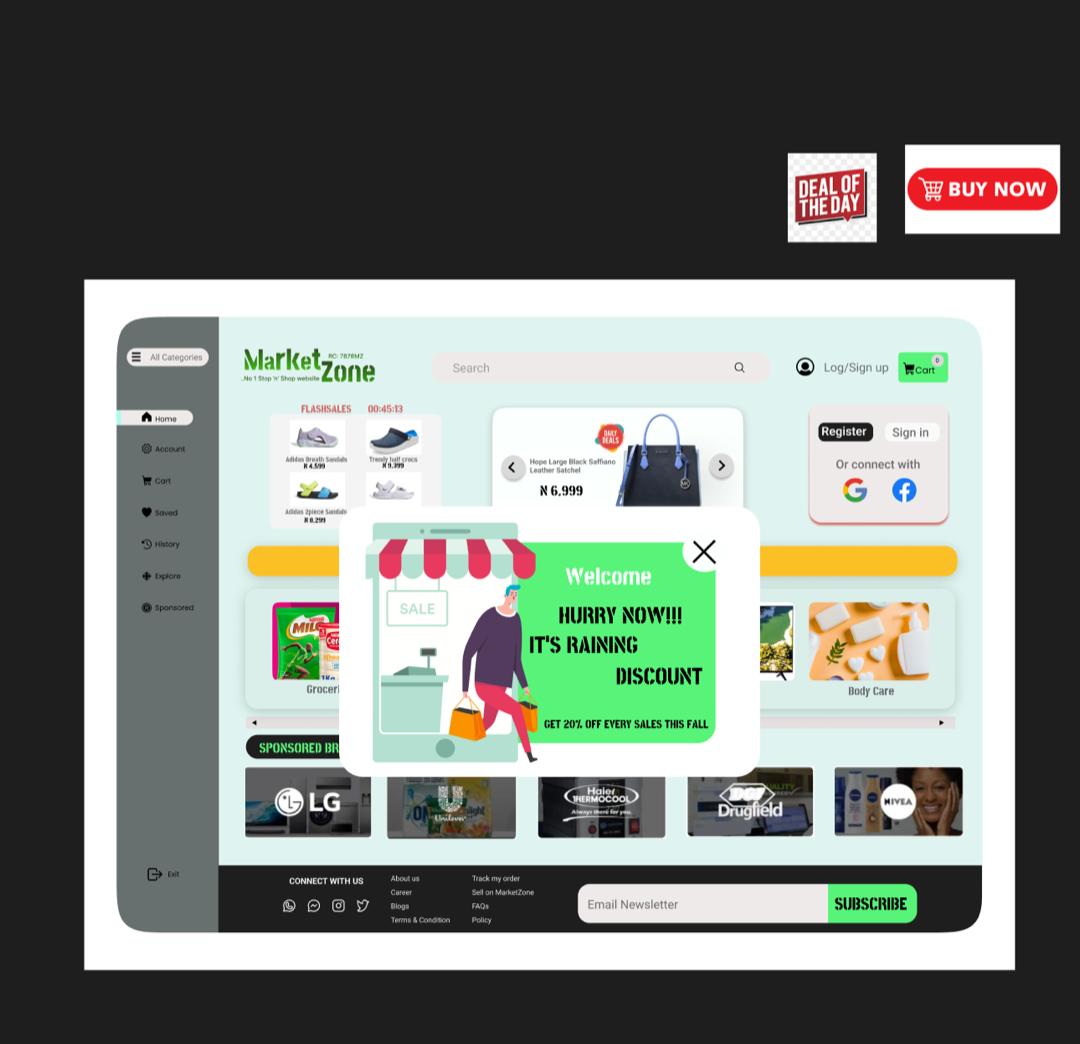 DEAL OF
THE DAY
BUY NOW
All Categories
Market
Zone
RC: 7878MZ
..No 1 Stop 'n' Shop website
Search
Log/Sign up
0
Cart
Home
Account
Cart
Saved
History
Explore
Sponsored
Exit
FLASHSALES 00:45:13
Adidas Breath Sandals
₦ 4,599
Trendy half crocs
₦ 9,399
Adidas 2piece Sandals
₦ 8,299
DAILY
DEALS
Hope Large Black Saffiano
Leather Satchel
₦ 6,999
Register
Sign in
Or connect with
SALE
Welcome
HURRY NOW!!!
IT'S RAINING
DISCOUNT
GET 20% OFF EVERY SALES THIS FALL
Body Care
SPONSORED BR
LG
Unilever
Haier
THERMOCOOL
Always there for you.
DGF
Drugfield
NIVEA
CONNECT WITH US
About us
Career
Blogs
Terms & Condition
Track my order
Sell on MarketZone
FAQs
Policy
Email Newsletter
SUBSCRIBE